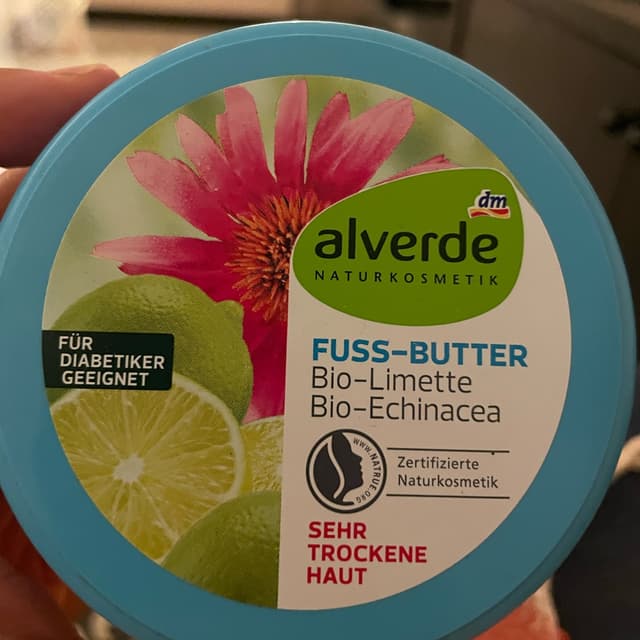 dm
alverde
NATURKOSMETIK
FUSS-BUTTER
Bio-Limette
Bio-Echinacea
FÜR
DIABETIKER
GEEIGNET
WWW.NATRUE.ORG
Zertifizierte
Naturkosmetik
SEHR
TROCKENE
HAUT